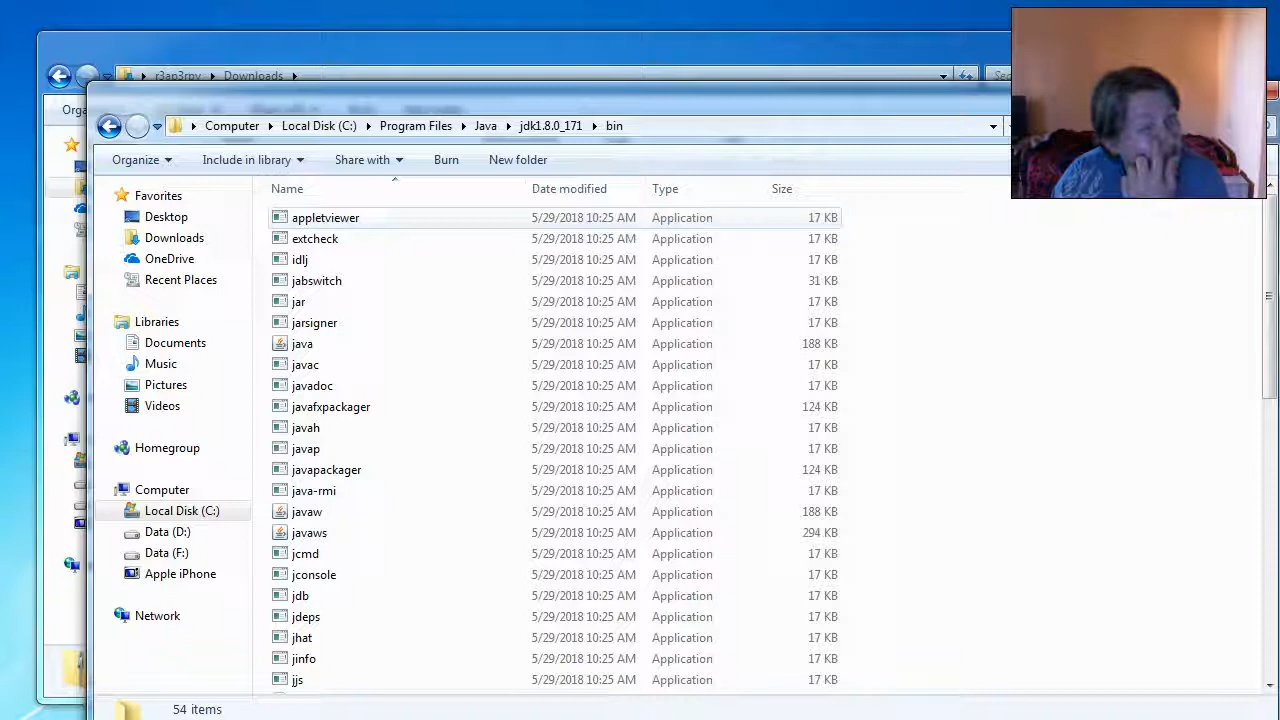 r3ap3rpy Downloads
Computer Local Disk (C:) Program Files Java jdk1.8.0_171 bin
Organize Include in library Share with Burn New folder
Name Date modified Type Size
Favorites
Desktop
Downloads
OneDrive
Recent Places
Libraries
Documents
Music
Pictures
Videos
Homegroup
Computer
Local Disk (C:)
Data (D:)
Data (F:)
Apple iPhone
Network
appletviewer 5/29/2018 10:25 AM Application 17 KB
extcheck 5/29/2018 10:25 AM Application 17 KB
idlj 5/29/2018 10:25 AM Application 17 KB
jabswitch 5/29/2018 10:25 AM Application 31 KB
jar 5/29/2018 10:25 AM Application 17 KB
jarsigner 5/29/2018 10:25 AM Application 17 KB
java 5/29/2018 10:25 AM Application 188 KB
javac 5/29/2018 10:25 AM Application 17 KB
javadoc 5/29/2018 10:25 AM Application 17 KB
javafxpackager 5/29/2018 10:25 AM Application 124 KB
javah 5/29/2018 10:25 AM Application 17 KB
javap 5/29/2018 10:25 AM Application 17 KB
javapackager 5/29/2018 10:25 AM Application 124 KB
java-rmi 5/29/2018 10:25 AM Application 17 KB
javaw 5/29/2018 10:25 AM Application 188 KB
javaws 5/29/2018 10:25 AM Application 294 KB
jcmd 5/29/2018 10:25 AM Application 17 KB
jconsole 5/29/2018 10:25 AM Application 17 KB
jdb 5/29/2018 10:25 AM Application 17 KB
jdeps 5/29/2018 10:25 AM Application 17 KB
jhat 5/29/2018 10:25 AM Application 17 KB
jinfo 5/29/2018 10:25 AM Application 17 KB
jjs 5/29/2018 10:25 AM Application 17 KB
54 items